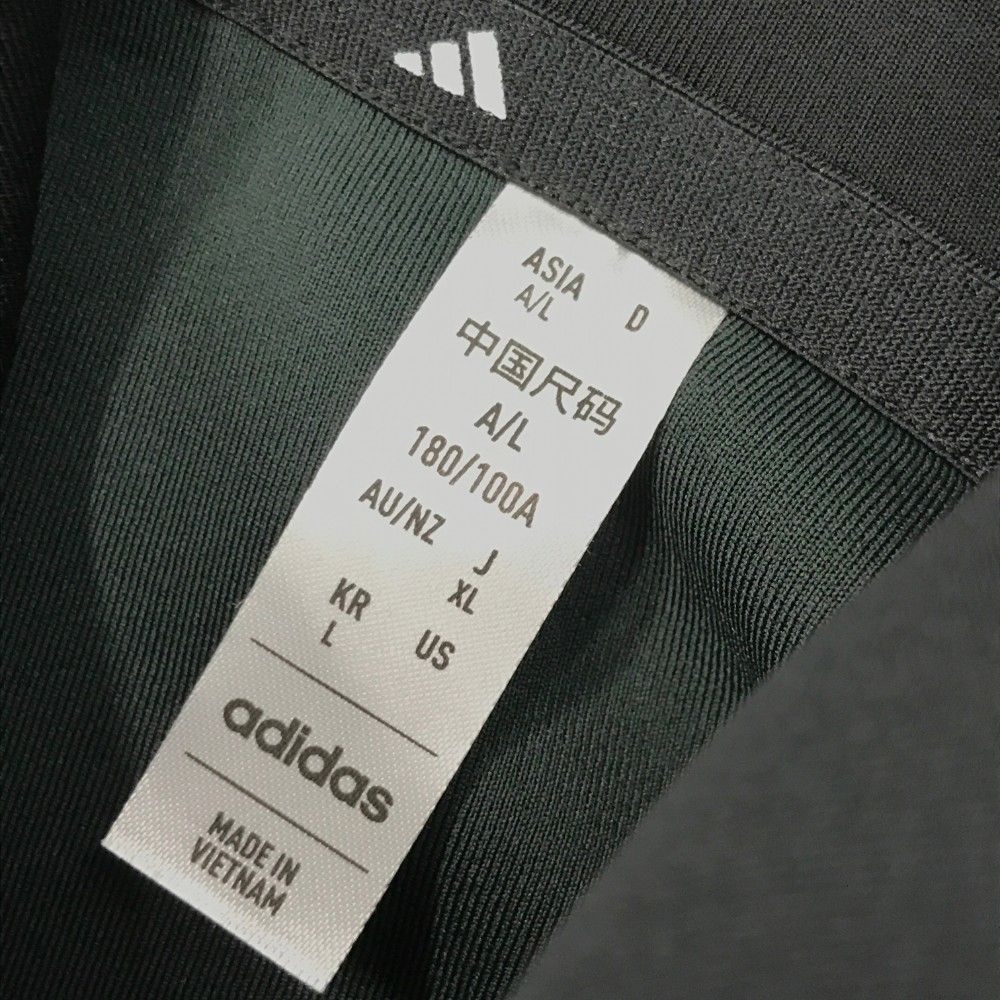 ASIA D
A/L
中国尺码
A/L
180/100A
AU/NZ J
XL
KR US
L
adidas
MADE IN
VIETNAM